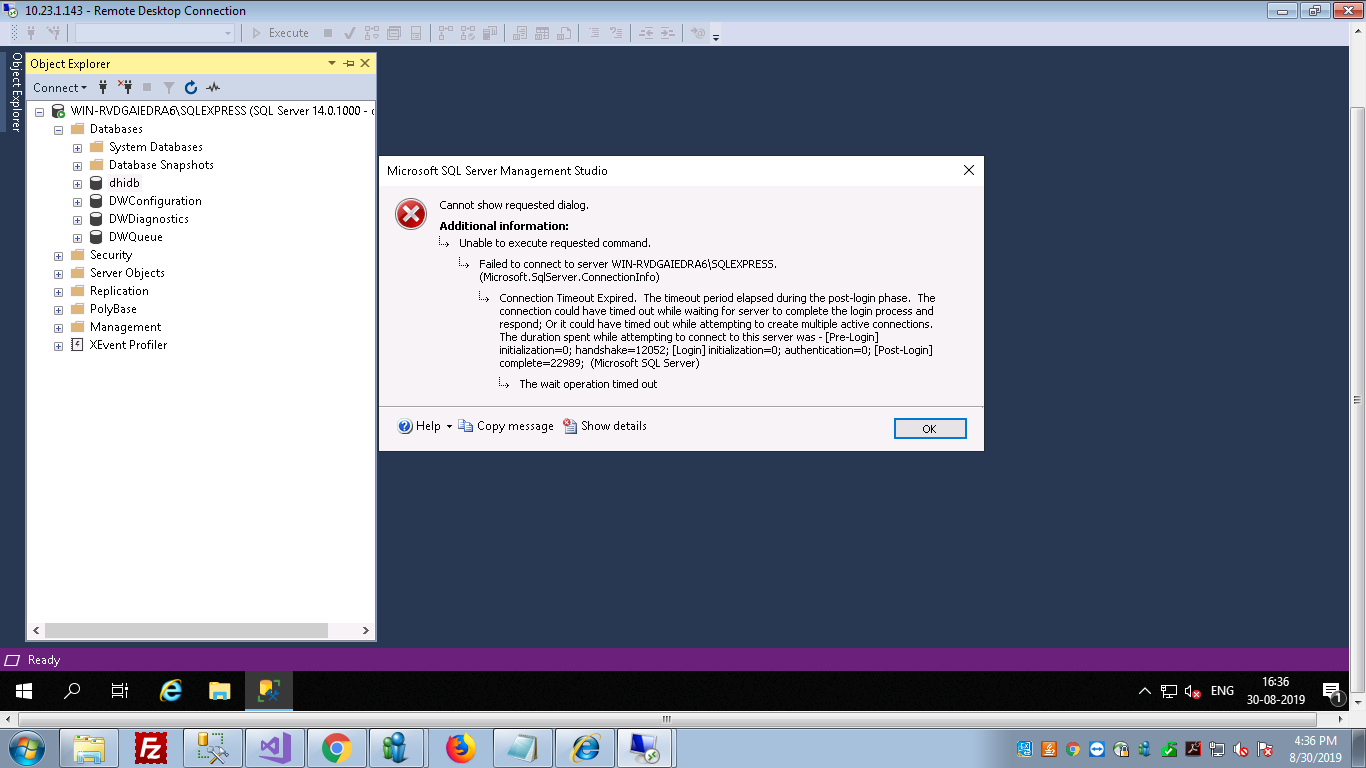 10.23.1.143 - Remote Desktop Connection
Execute
Object Explorer
Object Explorer
Connect
WIN-RVDGAIEDRA6\SQLEXPRESS (SQL Server 14.0.1000 -
Databases
System Databases
Database Snapshots
dhidb
DWConfiguration
DWDiagnostics
DWQueue
Security
Server Objects
Replication
PolyBase
Management
XEvent Profiler
Microsoft SQL Server Management Studio
Cannot show requested dialog.
Additional information:
Unable to execute requested command.
Failed to connect to server WIN-RVDGAIEDRA6\SQLEXPRESS.
(Microsoft.SqlServer.ConnectionInfo)
Connection Timeout Expired.  The timeout period elapsed during the post-login phase.  The
connection could have timed out while waiting for server to complete the login process and
respond; Or it could have timed out while attempting to create multiple active connections.
The duration spent while attempting to connect to this server was - [Pre-Login]
initialization=0; handshake=12052; [Login] initialization=0; authentication=0; [Post-Login]
complete=22989;  (Microsoft SQL Server)
The wait operation timed out
Help
Copy message
Show details
OK
Ready
ENG
16:36
30-08-2019
1
4:36 PM
8/30/2019